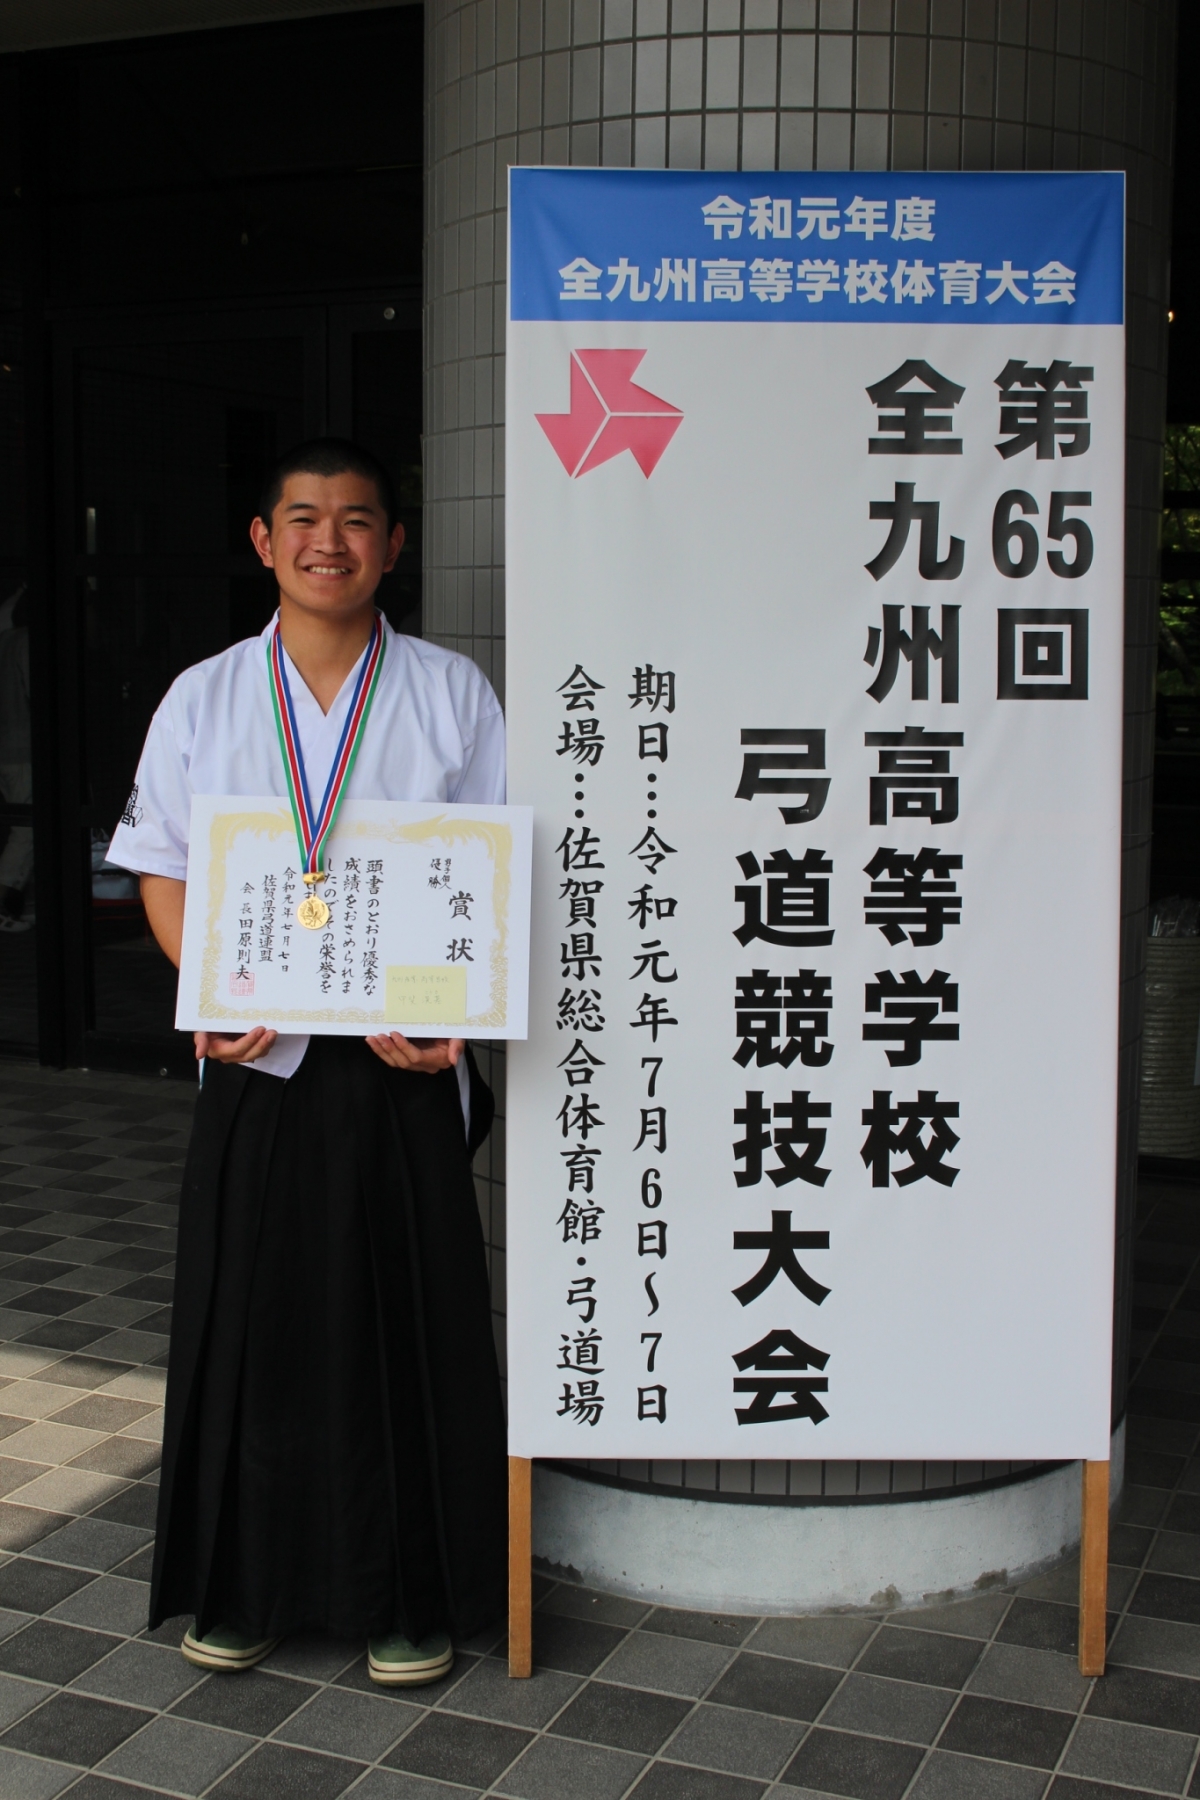 令和元年度
全九州高等学校体育大会
第65回
全九州高等学校
弓道競技大会
期日…令和元年7月6日～7日
会場…佐賀県総合体育館・弓道場
賞状
優勝
頭書のとおり優秀な
成績をおさめられま
したのでその栄誉を
令和元年七月七日
佐賀県弓道連盟
会長 田原則夫